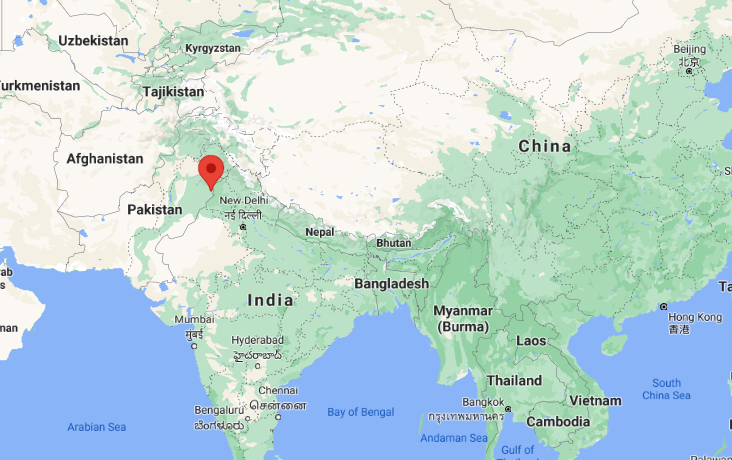 Beijing
北京
Uzbekistan
Kyrgyzstan
Turkmenistan
Tajikistan
China
Afghanistan
Pakistan
New Delhi
नई दिल्ली
Nepal
Bhutan
Bangladesh
India
Myanmar
(Burma)
Hong Kong
香港
Mumbai
मुंबई
Hyderabad
హైదరాబాద్
Laos
Thailand
Chennai
சென்னை
Bengaluru
ಬೆಂಗಳೂರು
Bangkok
กรุงเทพมหานคร
Vietnam
Cambodia
South
China Sea
Bay of Bengal
Arabian Sea
Andaman Sea
Gulf of